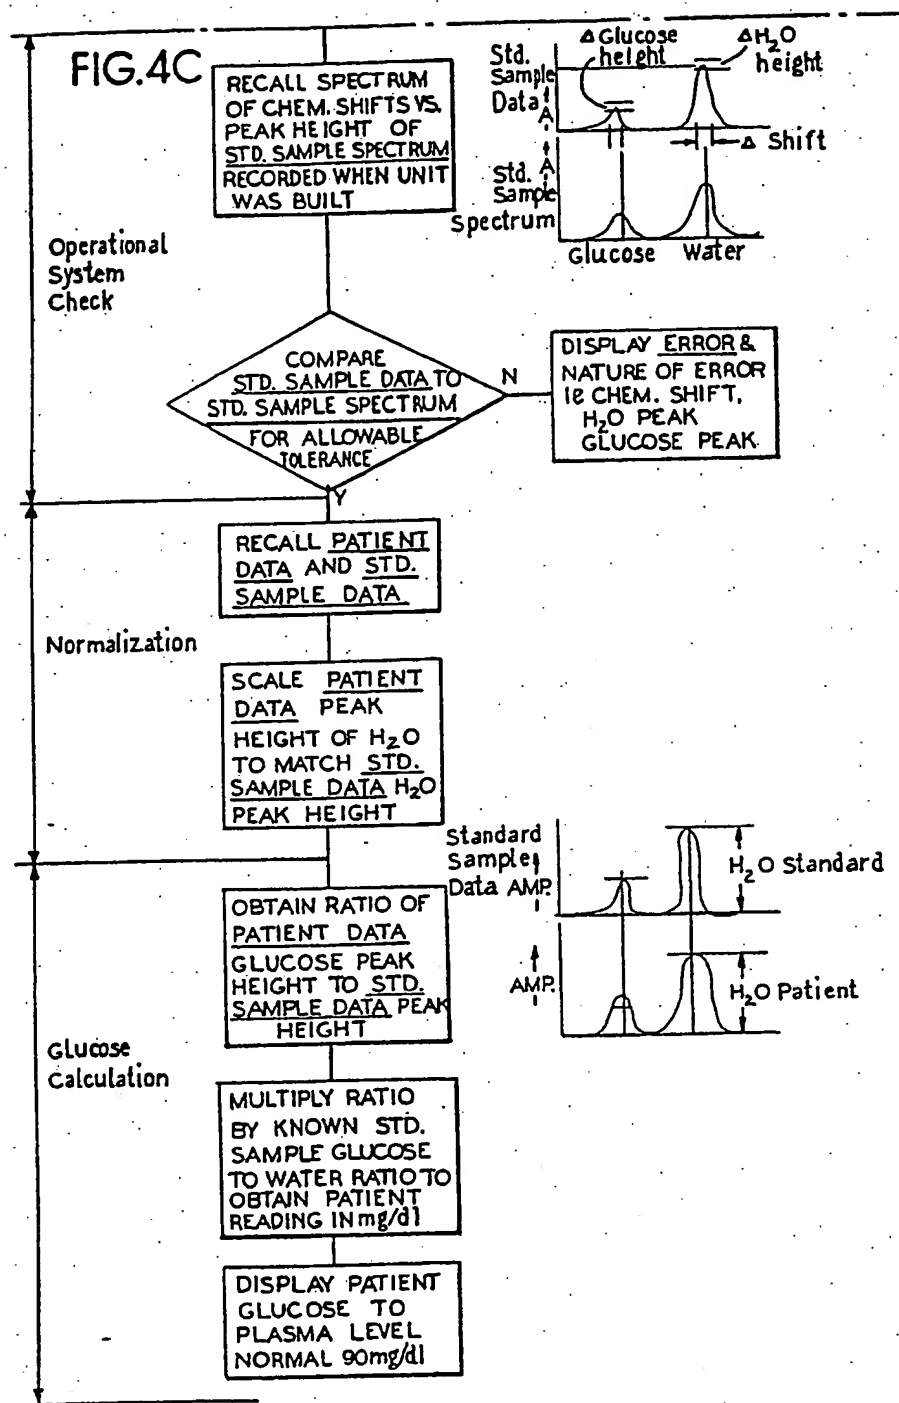 FIG.4C
RECALL SPECTRUM
OF CHEM. SHIFTS VS.
PEAK HEIGHT OF
STD. SAMPLE SPECTRUM
RECORDED WHEN UNIT
WAS BUILT
Std.
Sample
Data
A
Δ Glucose
height
ΔH₂O
height
Δ Shift
A
Std.
Sample
Spectrum
Glucose Water
Operational
System
Check
COMPARE
STD. SAMPLE DATA TO
STD. SAMPLE SPECTRUM
FOR ALLOWABLE
TOLERANCE
N
DISPLAY ERROR &
NATURE OF ERROR
ie CHEM. SHIFT,
H₂O PEAK
GLUCOSE PEAK
Y
RECALL PATIENT
DATA AND STD.
SAMPLE DATA
Normalization
SCALE PATIENT
DATA PEAK
HEIGHT OF H₂O
TO MATCH STD.
SAMPLE DATA H₂O
PEAK HEIGHT
Standard
Sample
Data AMP.
H₂O Standard
AMP.
H₂O Patient
OBTAIN RATIO OF
PATIENT DATA
GLUCOSE PEAK
HEIGHT TO STD.
SAMPLE DATA PEAK
HEIGHT
Glucose
Calculation
MULTIPLY RATIO
BY KNOWN STD.
SAMPLE GLUCOSE
TO WATER RATIO TO
OBTAIN PATIENT
READING IN mg/dl
DISPLAY PATIENT
GLUCOSE TO
PLASMA LEVEL
NORMAL 90mg/dl